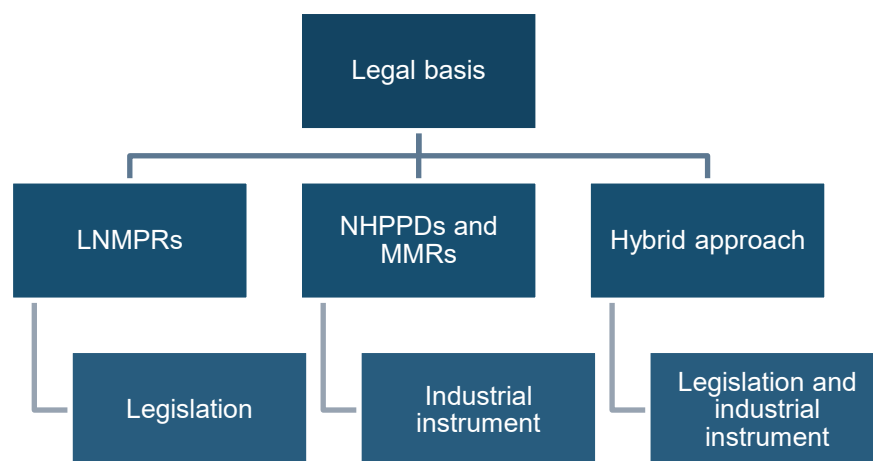 Legal basis
LNMPRs
NHPPDs and
MMRs
Hybrid approach
Legislation
Industrial
instrument
Legislation and
industrial
instrument